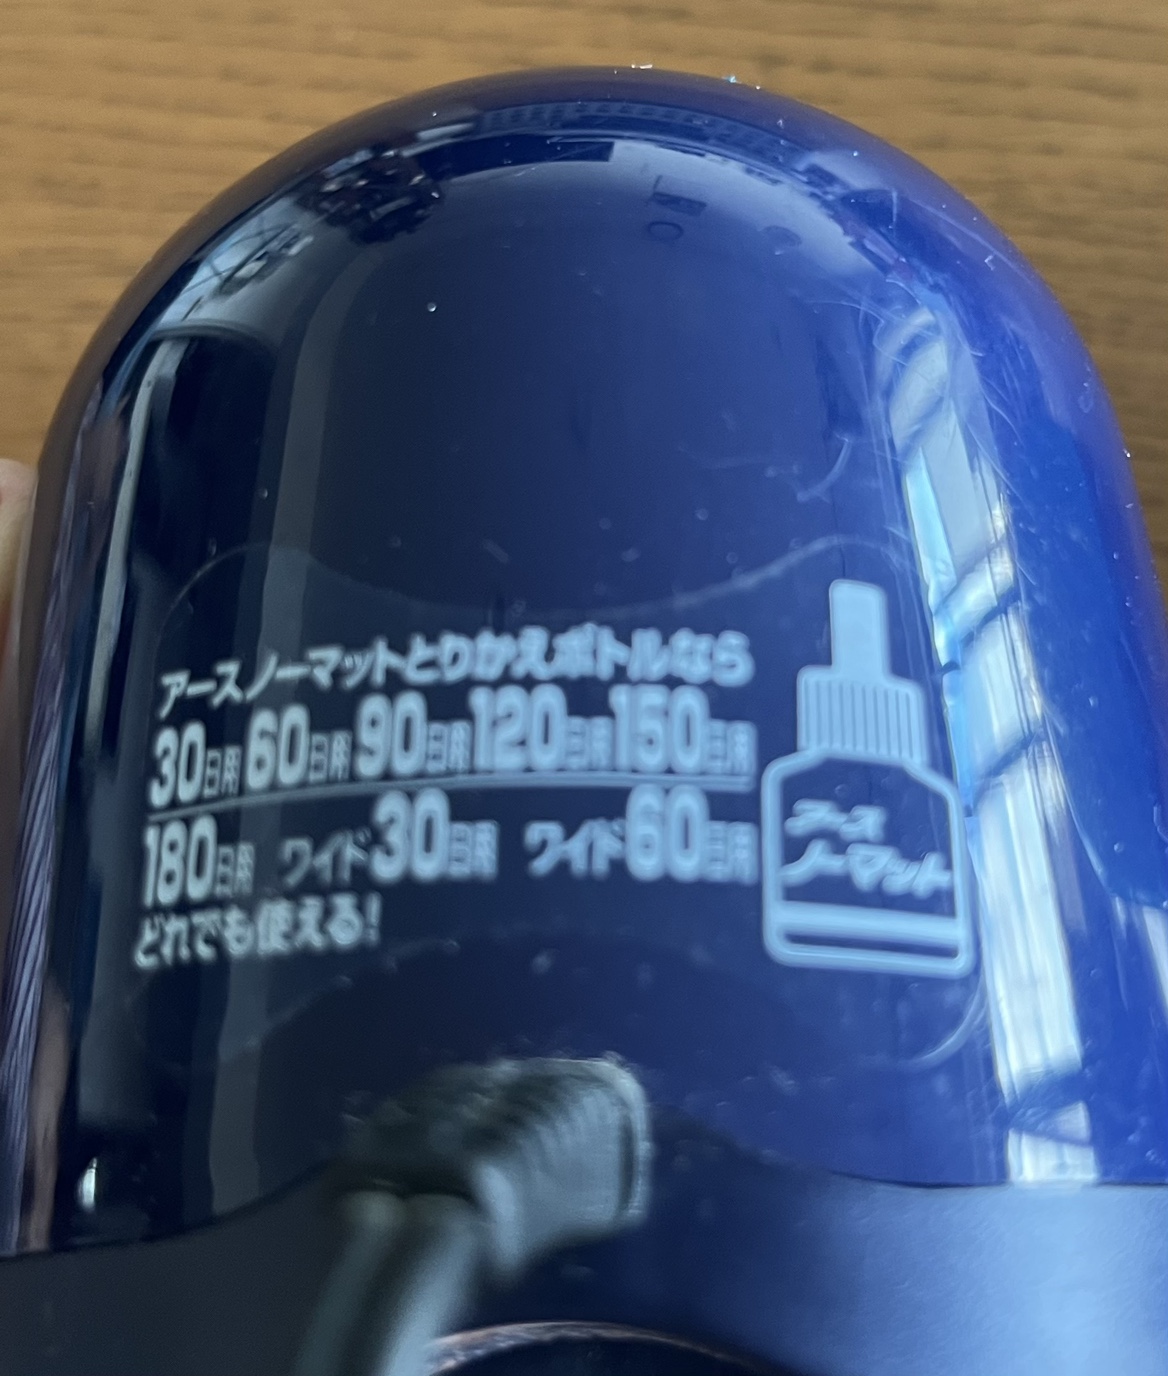 アースノーマットとりかえボトルなら
30日用 60日用 90日用 120日用 150日用
180日用 ワイド30日用 ワイド60日用
どれでも使える!
アース
ノーマット